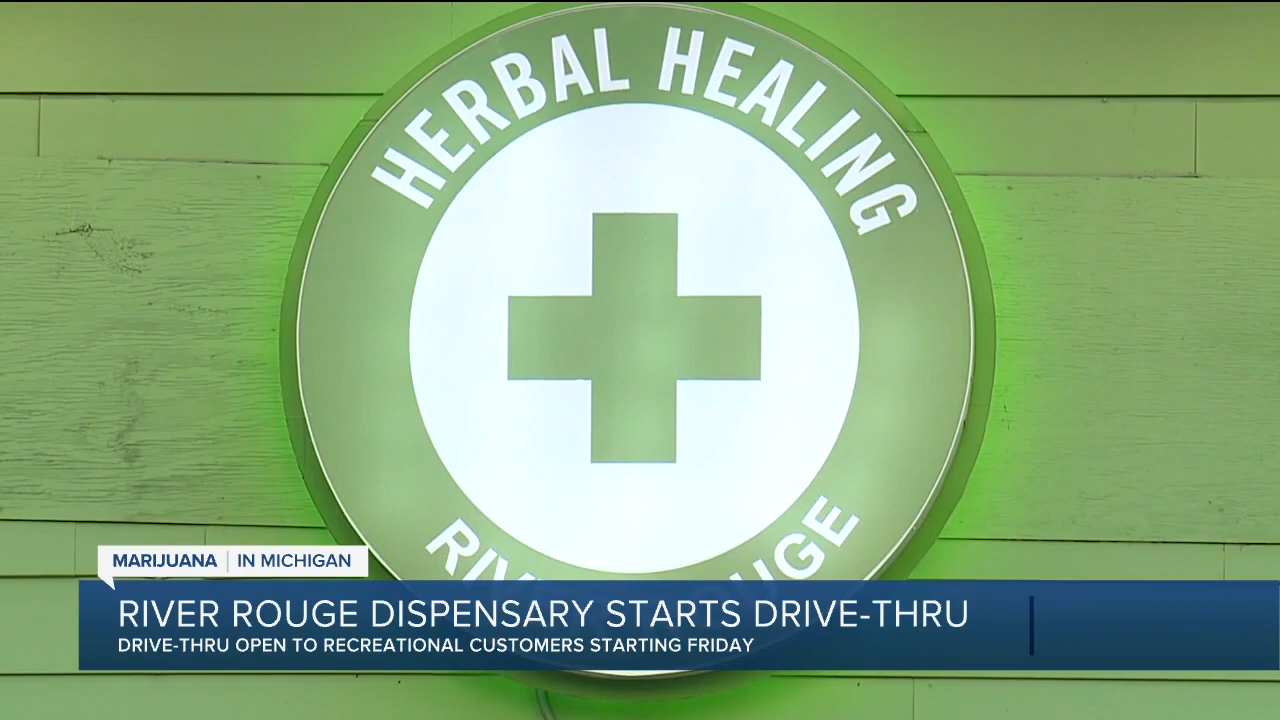 HERBAL HEALING
ROUGE
MARIJUANA | IN MICHIGAN
RIVER ROUGE DISPENSARY STARTS DRIVE-THRU
DRIVE-THRU OPEN TO RECREATIONAL CUSTOMERS STARTING FRIDAY